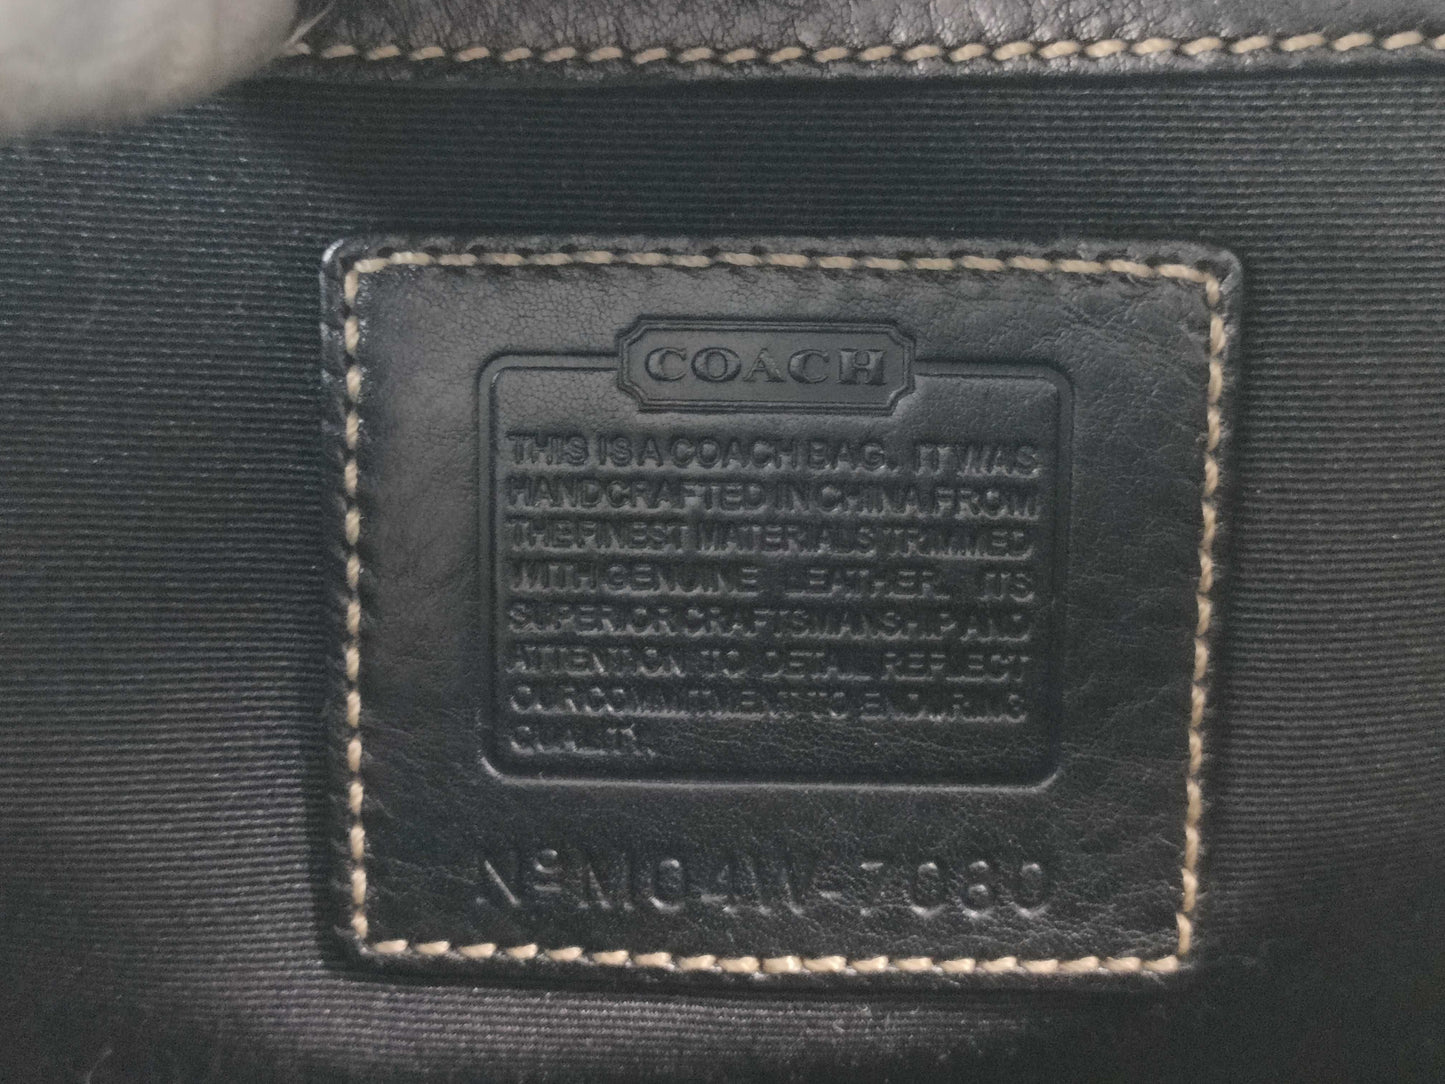 COACH
THIS IS A COACH BAG. IT WAS
HANDCRAFTED IN CHINA FROM
THE FINEST MATERIALS TRIMMED
WITH GENUINE LEATHER. ITS
SUPERIOR CRAFTSMANSHIP AND
ATTENTION TO DETAIL REFLECT
OUR COMMITMENT TO ENDURING
QUALITY.
Nº M04W-7080